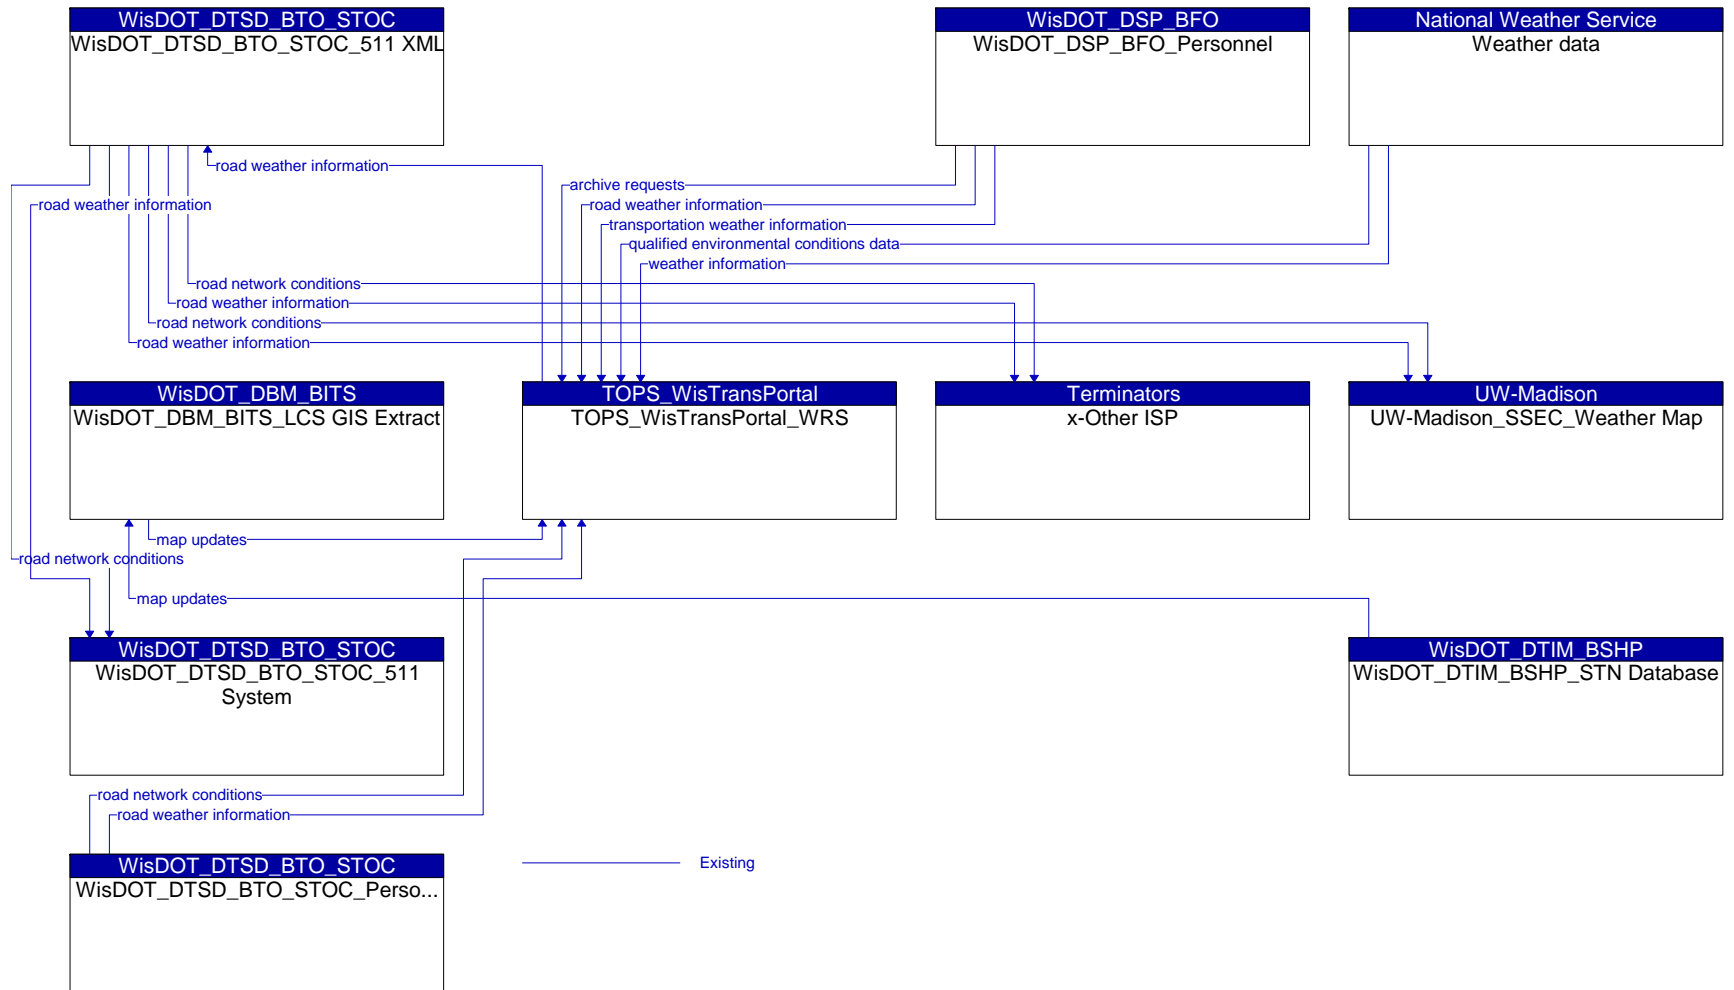 WisDOT_DTSD_BTO_STOC
WisDOT_DTSD_BTO_STOC_511 XML
WisDOT_DSP_BFO
WisDOT_DSP_BFO_Personnel
National Weather Service
Weather data
road weather information
archive requests
road weather information
road weather information
transportation weather information
qualified environmental conditions data
weather information
road network conditions
road weather information
road network conditions
road weather information
WisDOT_DBM_BITS
WisDOT_DBM_BITS_LCS GIS Extract
TOPS_WisTransPortal
TOPS_WisTransPortal_WRS
Terminators
x-Other ISP
UW-Madison
UW-Madison_SSEC_Weather Map
map updates
road network conditions
map updates
WisDOT_DTSD_BTO_STOC
WisDOT_DTSD_BTO_STOC_511
System
WisDOT_DTIM_BSHP
WisDOT_DTIM_BSHP_STN Database
road network conditions
road weather information
WisDOT_DTSD_BTO_STOC
WisDOT_DTSD_BTO_STOC_Perso...
Existing